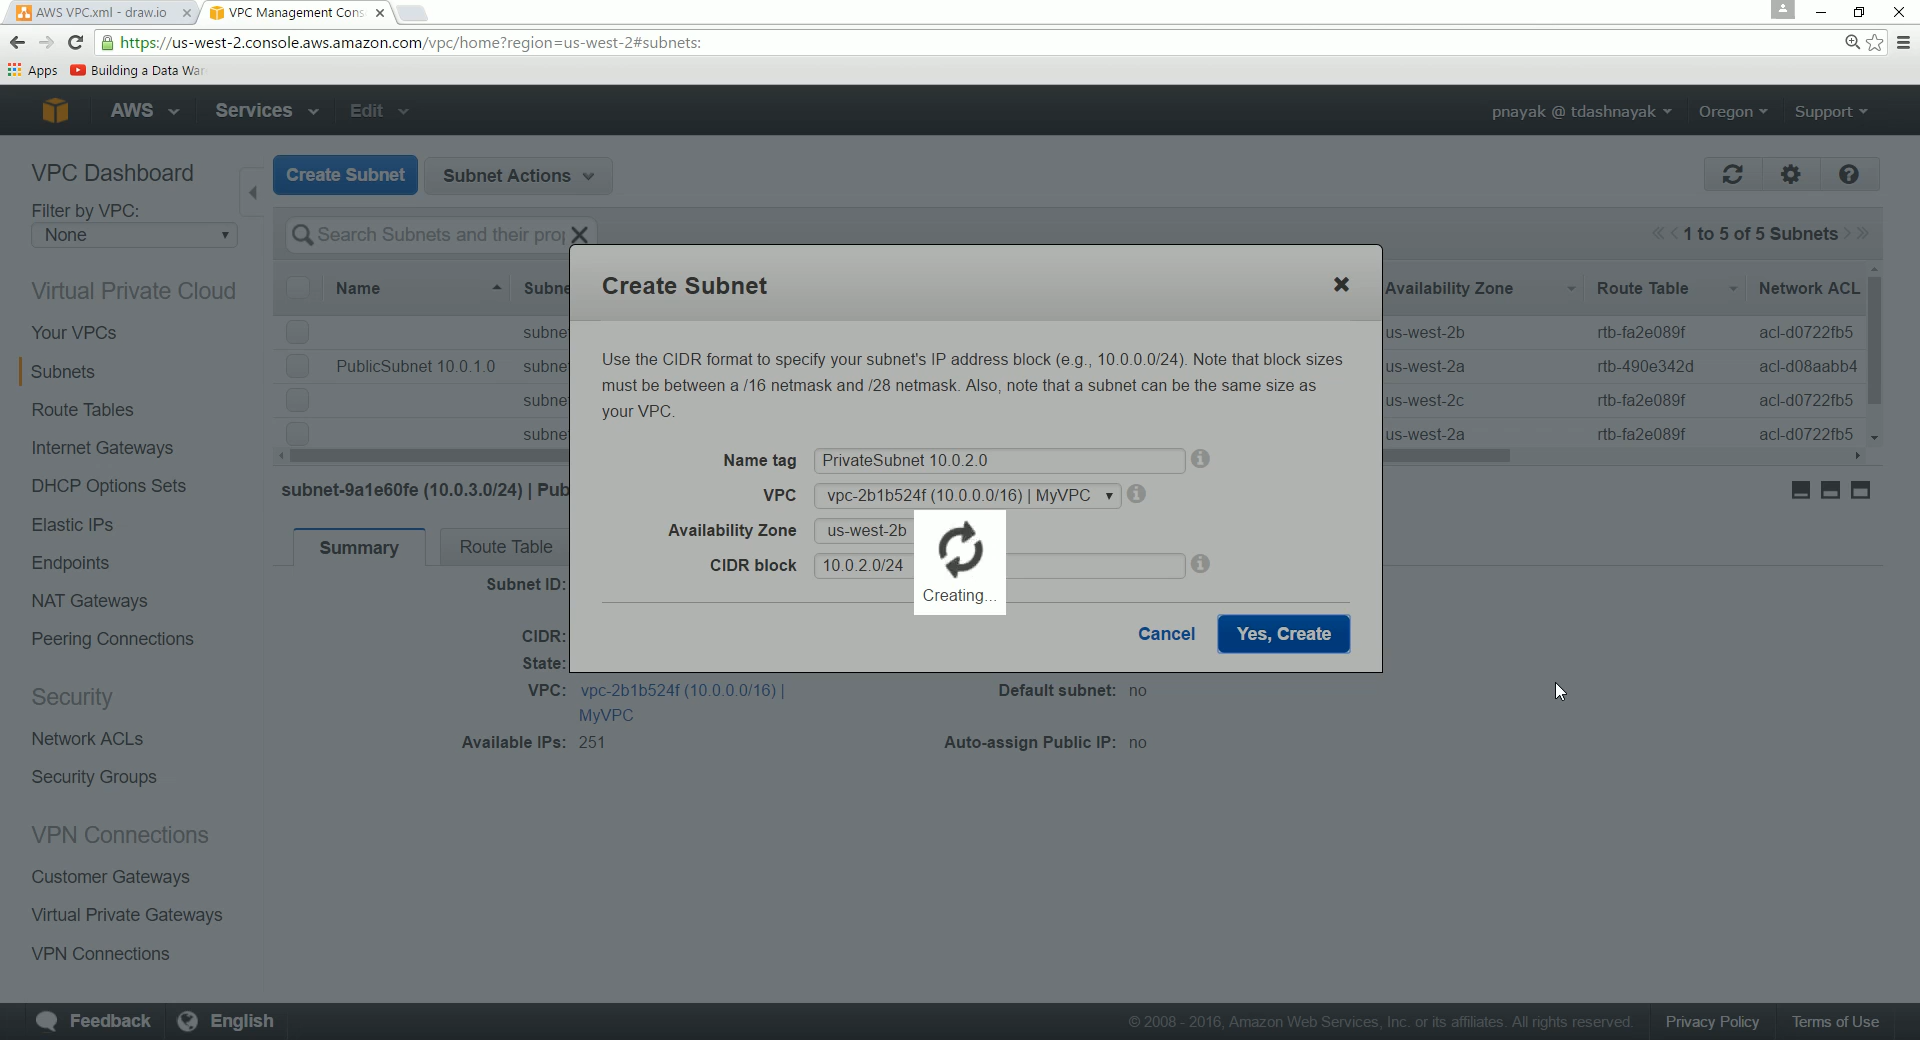 AWS VPC.xml - draw.io
VPC Management Cons
https://us-west-2.console.aws.amazon.com/vpc/home?region=us-west-2#subnets:
Apps
Building a Data War
AWS
Services
Edit
pnayak @ tdashnayak
Oregon
Support
VPC Dashboard
Filter by VPC:
None
Virtual Private Cloud
Your VPCs
Subnets
Route Tables
Internet Gateways
DHCP Options Sets
Elastic IPs
Endpoints
NAT Gateways
Peering Connections
Security
Network ACLs
Security Groups
VPN Connections
Customer Gateways
Virtual Private Gateways
VPN Connections
Create Subnet
Subnet Actions
Search Subnets and their prop
1 to 5 of 5 Subnets
Name
Subne
Availability Zone
Route Table
Network ACL
subne
us-west-2b
rtb-fa2e089f
acl-d0722fb5
PublicSubnet 10.0.1.0
subne
us-west-2a
rtb-490e342d
acl-d08aabb4
subne
us-west-2c
rtb-fa2e089f
acl-d0722fb5
subne
us-west-2a
rtb-fa2e089f
acl-d0722fb5
subnet-9a1e60fe (10.0.3.0/24) | Pub
Summary
Route Table
Subnet ID:
CIDR:
State:
VPC: vpc-2b1b524f (10.0.0.0/16) |
MyVPC
Available IPs: 251
Default subnet: no
Auto-assign Public IP: no
Create Subnet
Use the CIDR format to specify your subnet's IP address block (e.g., 10.0.0.0/24). Note that block sizes
must be between a /16 netmask and /28 netmask. Also, note that a subnet can be the same size as
your VPC.
Name tag PrivateSubnet 10.0.2.0
VPC vpc-2b1b524f (10.0.0.0/16) | MyVPC
Availability Zone us-west-2b
CIDR block 10.0.2.0/24
Creating...
Cancel
Yes, Create
Feedback
English
© 2008 - 2016, Amazon Web Services, Inc. or its affiliates. All rights reserved.
Privacy Policy
Terms of Use